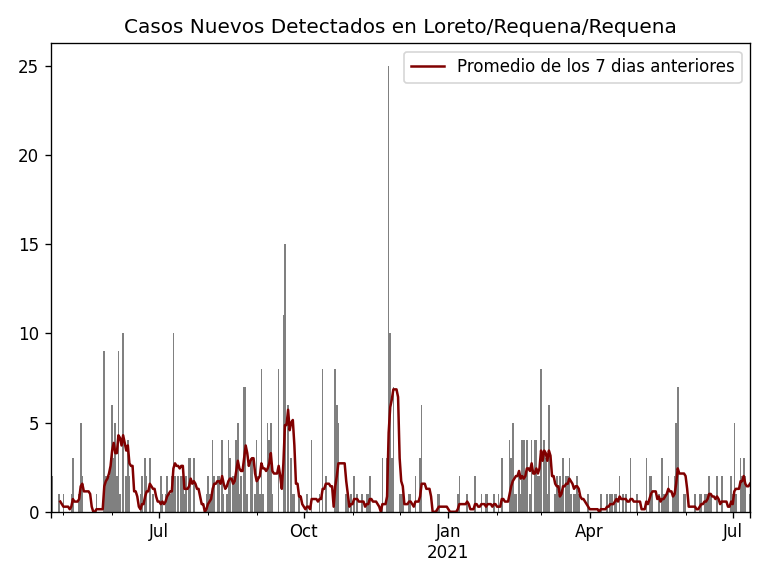 Casos Nuevos Detectados en Loreto/Requena/Requena
Promedio de los 7 dias anteriores
25
20
15
10
5
0
Jul
Oct
Jan
2021
Apr
Jul